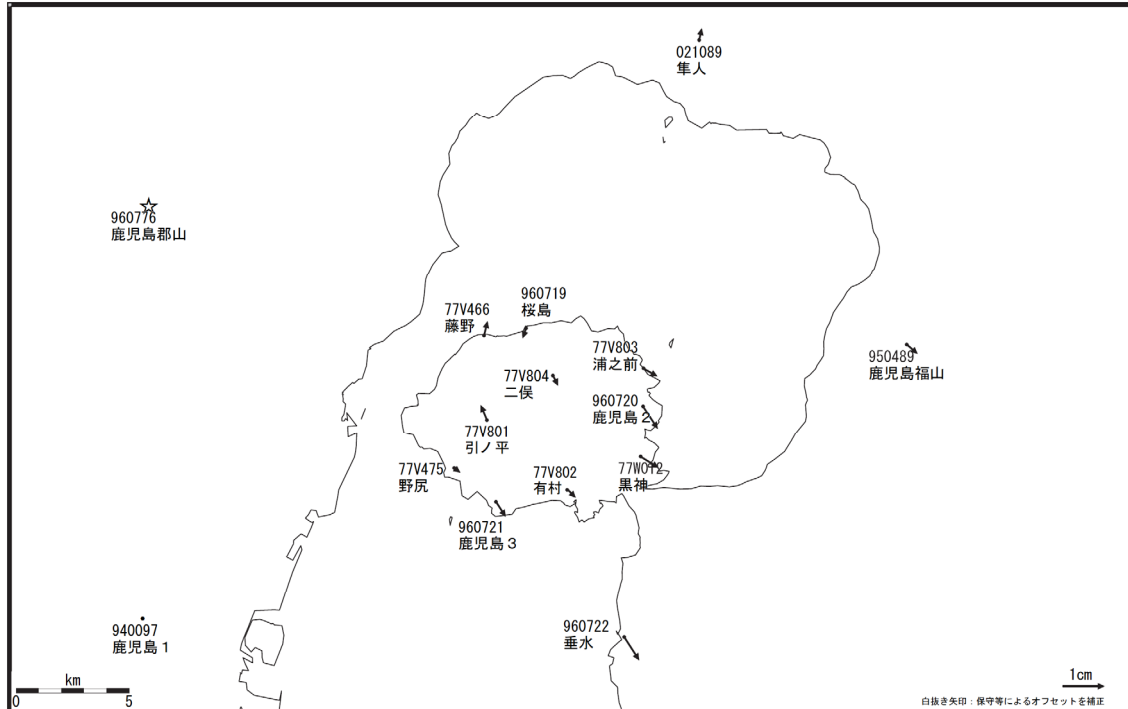 021089
隼人
960776
鹿児島郡山
960719
桜島
77V466
藤野
77V803
浦之前
950489
鹿児島福山
77V804
二俣
960720
鹿児島2
77V801
引ノ平
77V475
野尻
77V802
有村
77W012
黒神
960721
鹿児島3
960722
垂水
940097
鹿児島1
km
0 5
1cm
白抜き矢印:保守等によるオフセットを補正